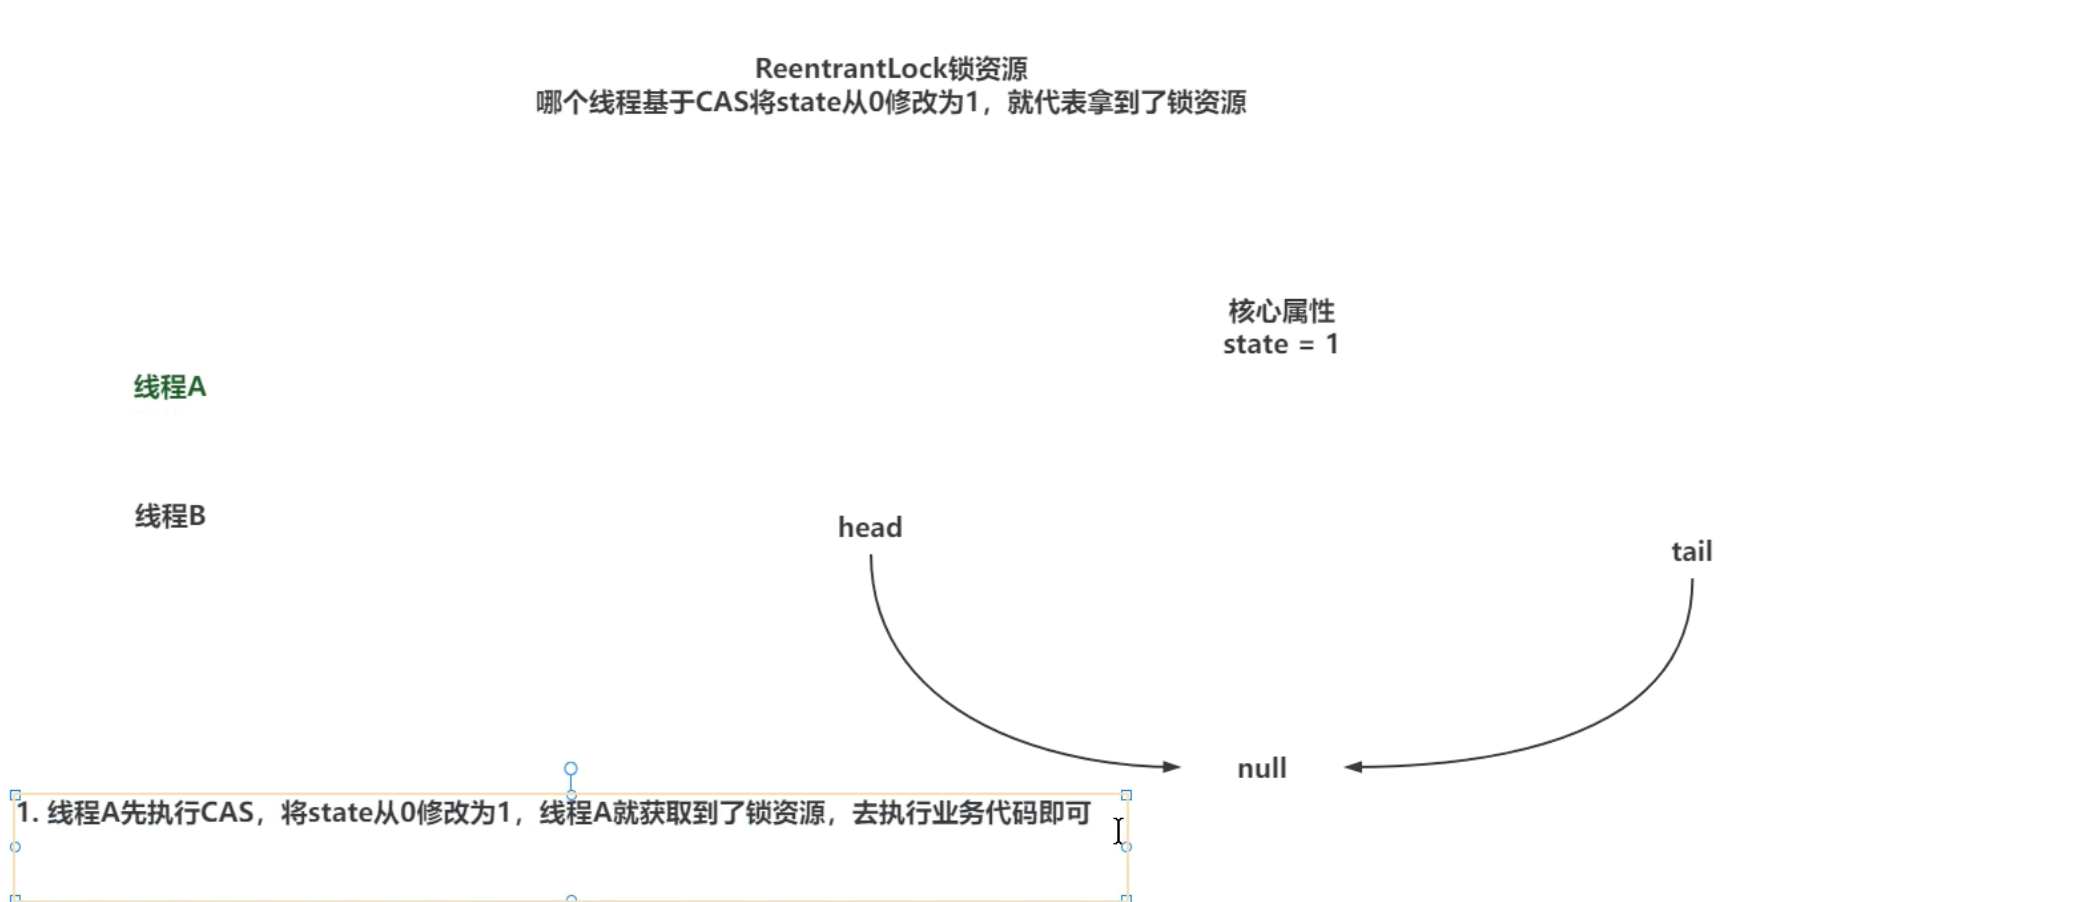 ReentrantLock锁资源
哪个线程基于CAS将state从0修改为1，就代表拿到了锁资源
核心属性
state = 1
线程A
线程B
head
tail
null
1. 线程A先执行CAS，将state从0修改为1，线程A就获取到了锁资源，去执行业务代码即可